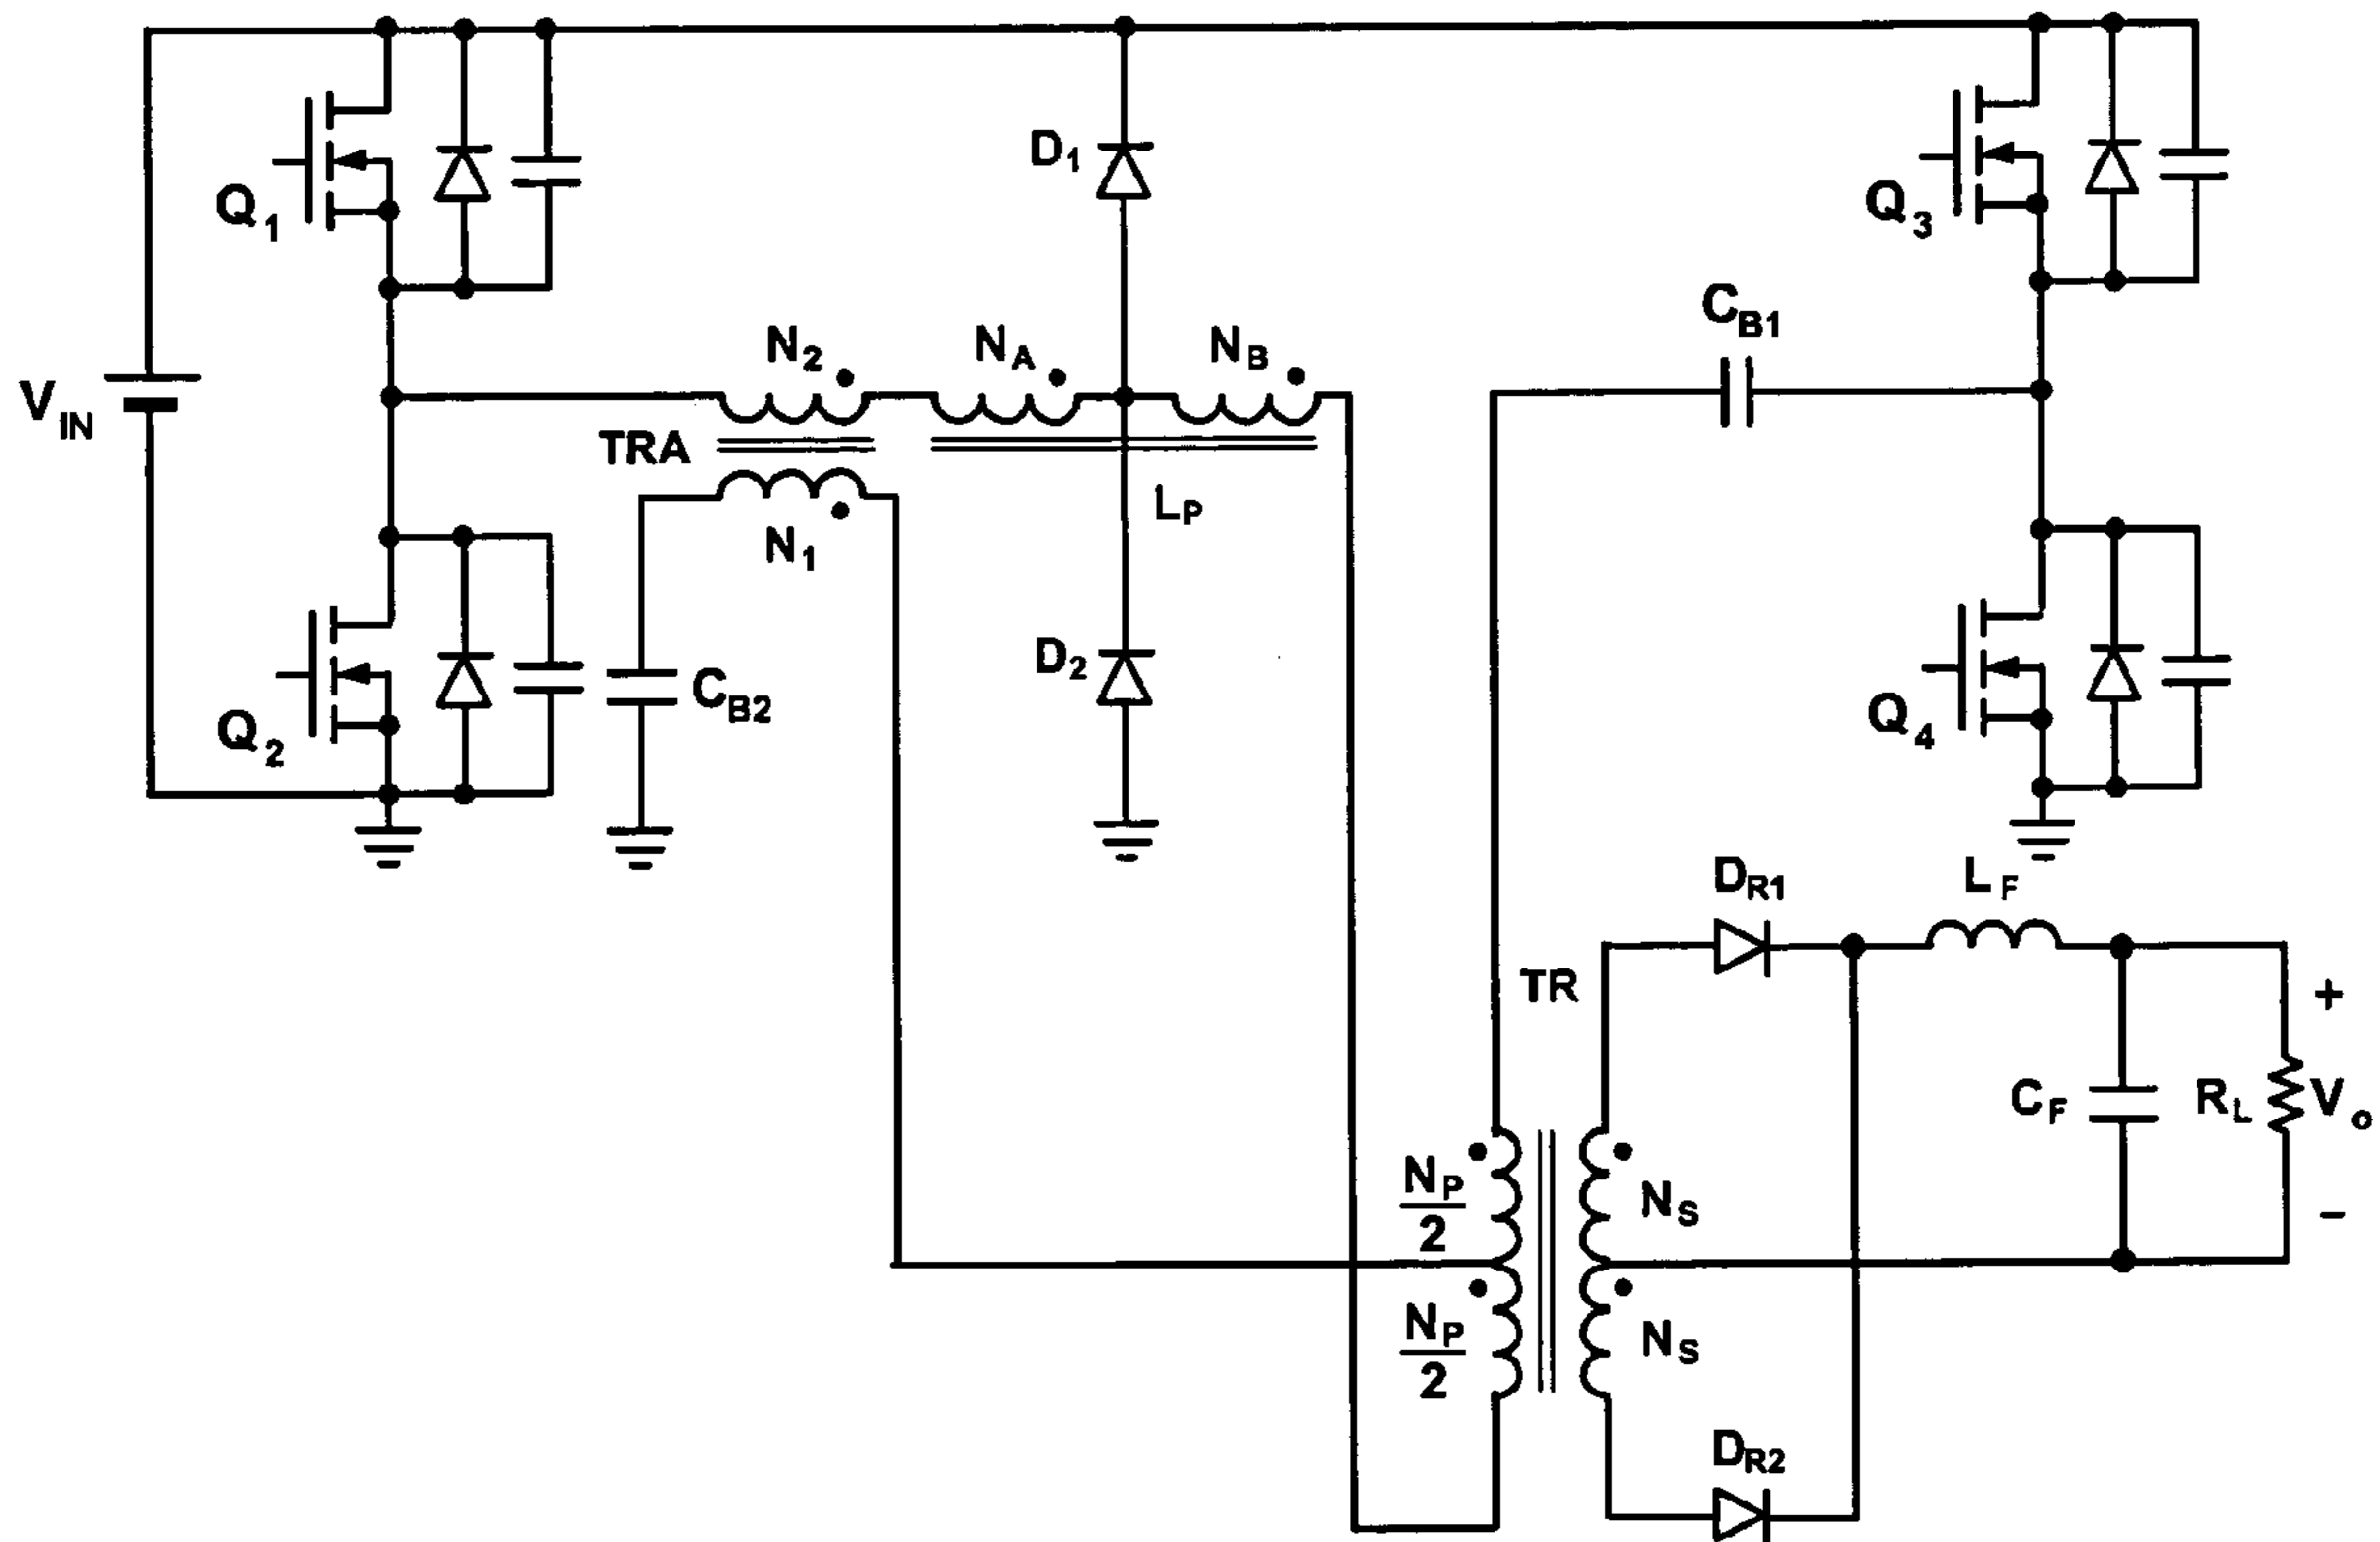 Q1
D1
Q3
CB1
N2
NA
NB
VIN
TRA
LP
N1
D2
CB2
Q2
Q4
DR1
LF
TR
+
CF
RL
Vo
NP
2
NS
−
NP
2
NS
DR2